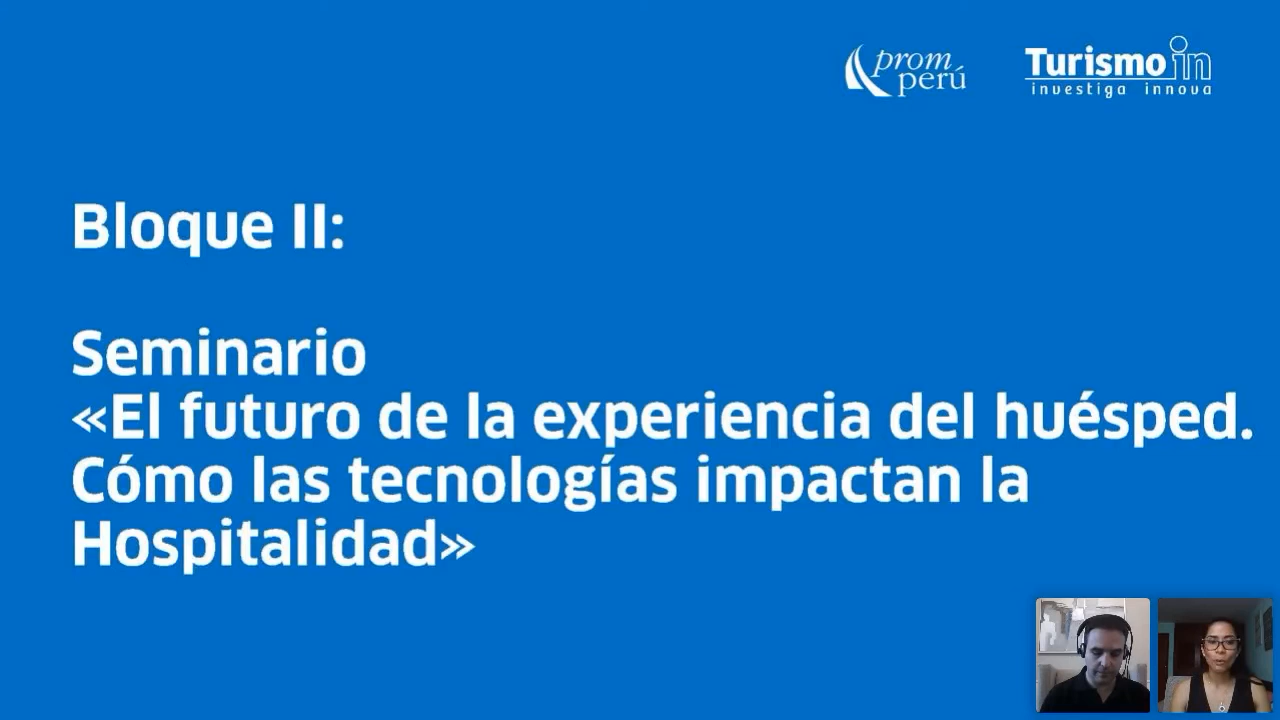 prom
perú
Turismo in
investiga innova
Bloque II:
Seminario
«El futuro de la experiencia del huésped.
Cómo las tecnologías impactan la
Hospitalidad»